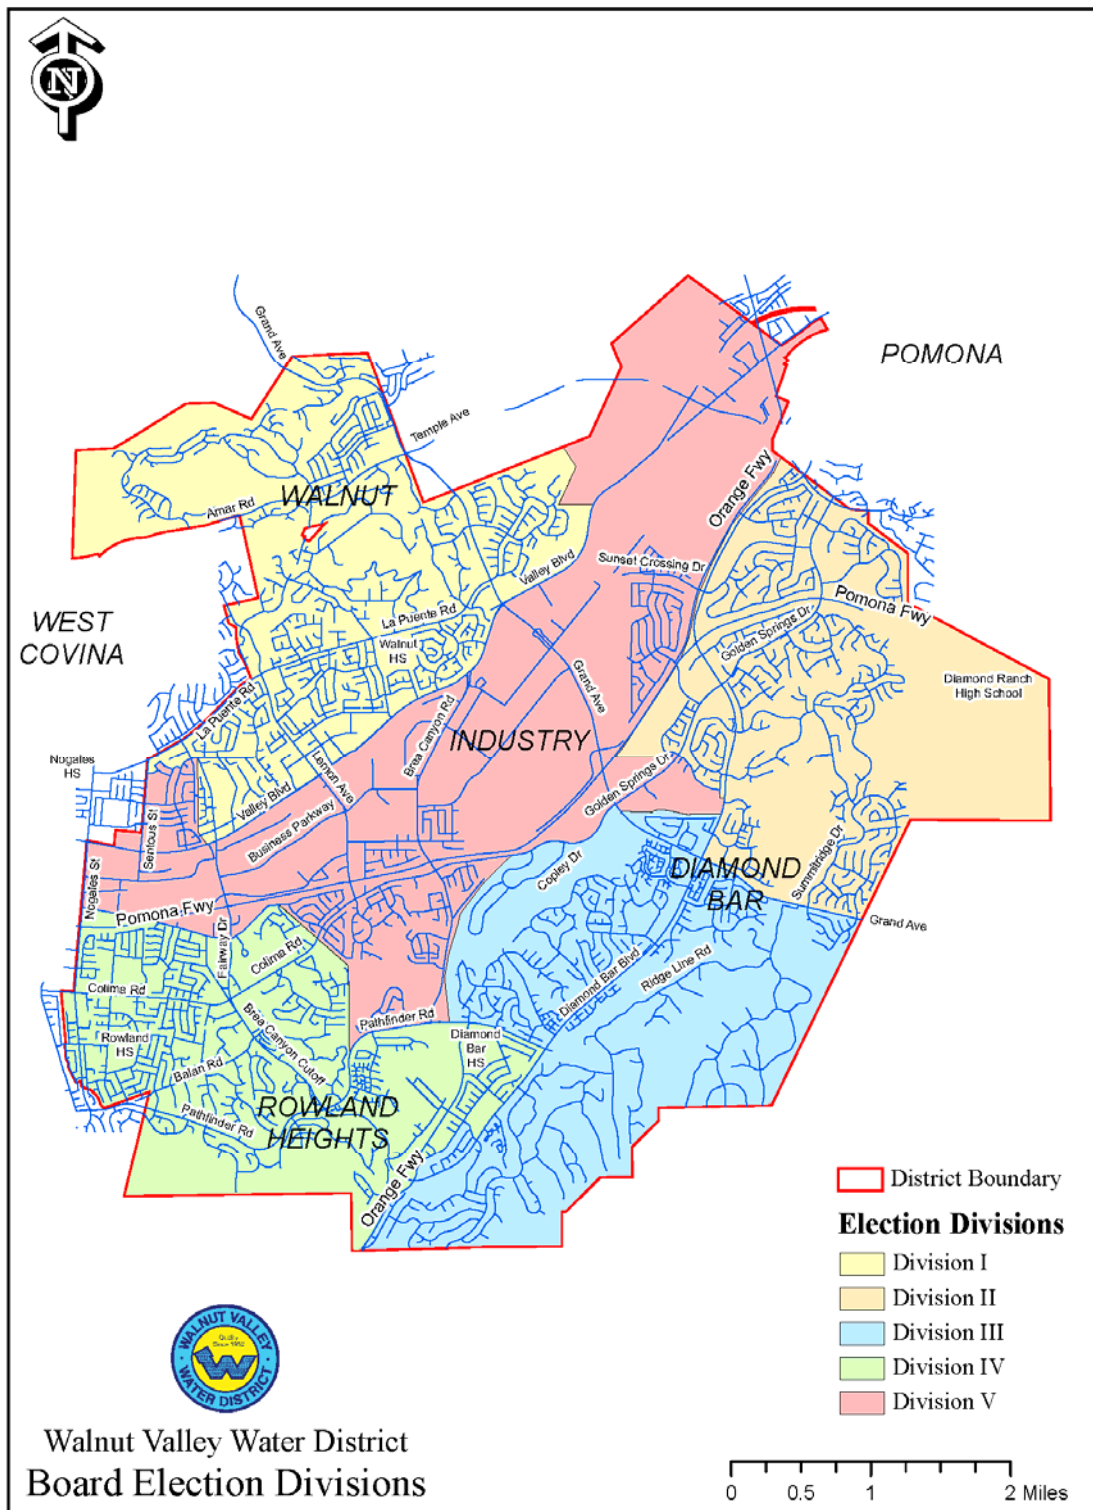 N
POMONA
Grand Ave
Temple Ave
WALNUT
Amar Rd
Orange Fwy
Valley Blvd
Sunset Crossing Dr
Pomona Fwy
WEST
COVINA
La Puente Rd
Golden Springs Dr
Walnut
HS
Diamond Ranch
High School
Grand Ave
La Puente Rd
Brea Canyon Rd
INDUSTRY
Nogales
HS
Lemon Ave
Golden Springs Dr
Valley Blvd
Business Parkway
Sentous St
Copley Dr
DIAMOND
BAR
Summitridge Dr
Nogales St
Pomona Fwy
Grand Ave
Fairway Dr
Colima Rd
Diamond Bar Blvd
Ridge Line Rd
Colima Rd
Brea Canyon Cutoff
Pathfinder Rd
Rowland
HS
Diamond
Bar
HS
Balan Rd
Pathfinder Rd
ROWLAND
HEIGHTS
Orange Fwy
District Boundary
Election Divisions
Division I
Division II
Division III
Division IV
Division V
WALNUT VALLEY
Quality
Since 1952
WATER DISTRICT
Walnut Valley Water District
Board Election Divisions
0 0.5 1 2 Miles